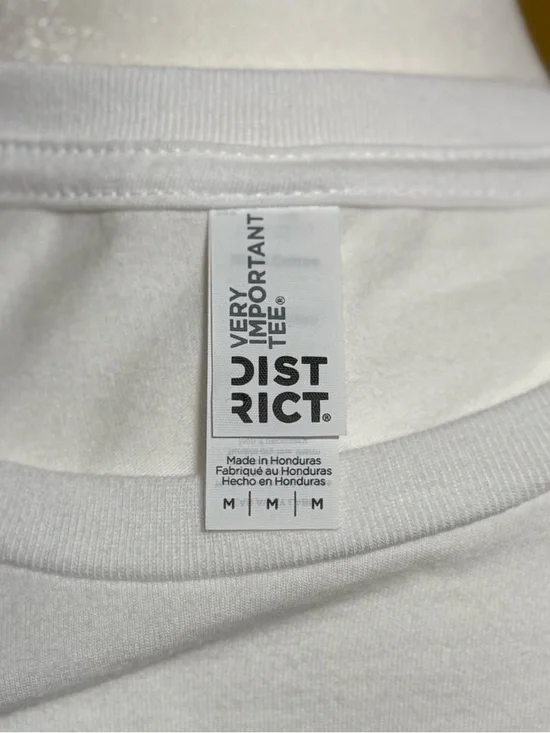 VERY
IMPORTANT
TEE®
DIST
RICT®
Made in Honduras
Fabriqué au Honduras
Hecho en Honduras
M | M | M